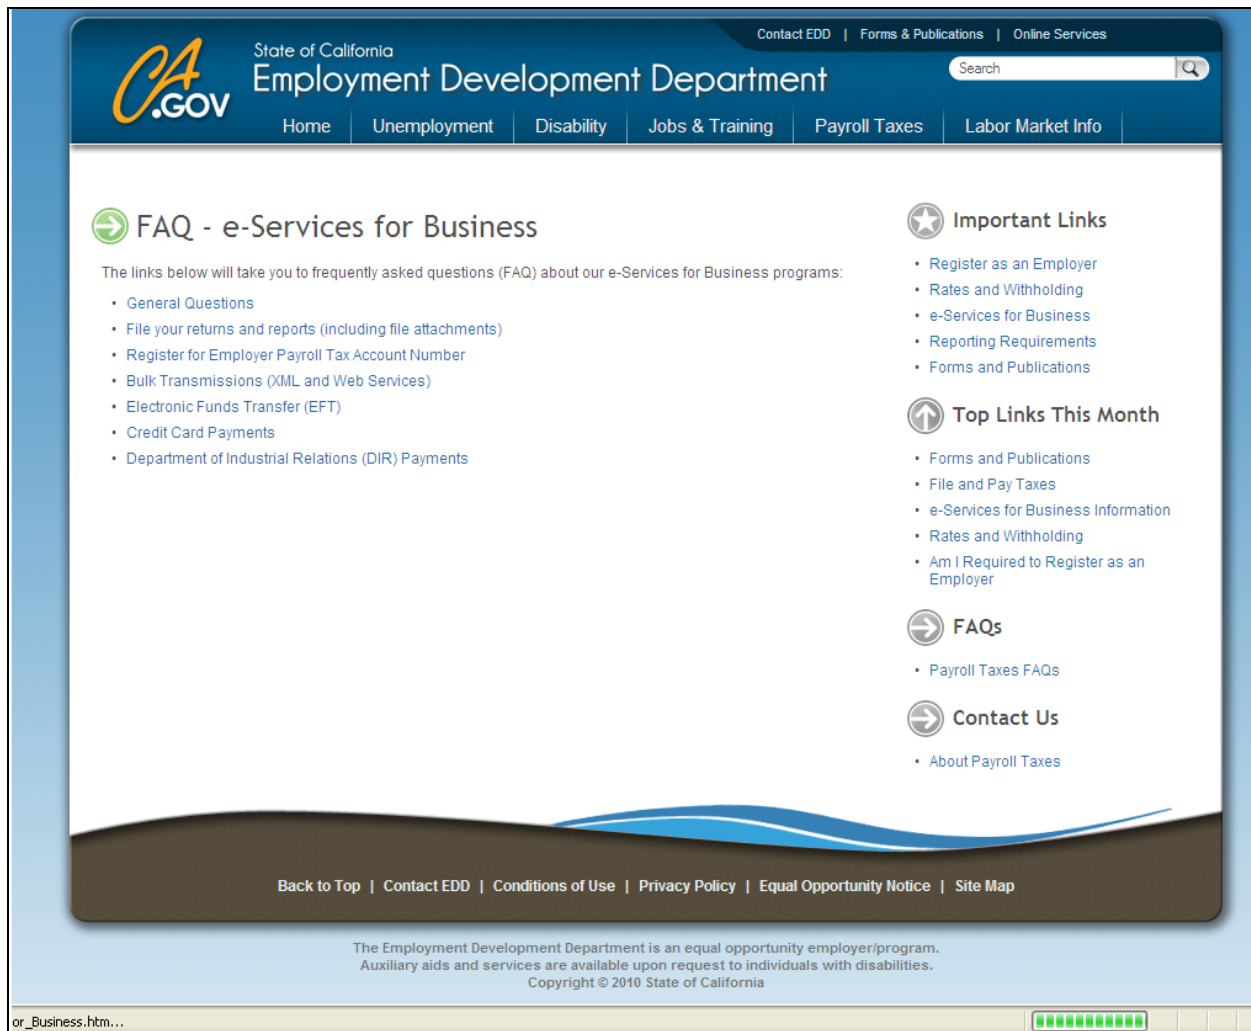 Contact EDD | Forms & Publications | Online Services
CA.GOV
State of California
Employment Development Department
Search
Home
Unemployment
Disability
Jobs & Training
Payroll Taxes
Labor Market Info
FAQ - e-Services for Business
The links below will take you to frequently asked questions (FAQ) about our e-Services for Business programs:
• General Questions
• File your returns and reports (including file attachments)
• Register for Employer Payroll Tax Account Number
• Bulk Transmissions (XML and Web Services)
• Electronic Funds Transfer (EFT)
• Credit Card Payments
• Department of Industrial Relations (DIR) Payments
Important Links
• Register as an Employer
• Rates and Withholding
• e-Services for Business
• Reporting Requirements
• Forms and Publications
Top Links This Month
• Forms and Publications
• File and Pay Taxes
• e-Services for Business Information
• Rates and Withholding
• Am I Required to Register as an
Employer
FAQs
• Payroll Taxes FAQs
Contact Us
• About Payroll Taxes
Back to Top | Contact EDD | Conditions of Use | Privacy Policy | Equal Opportunity Notice | Site Map
The Employment Development Department is an equal opportunity employer/program.
Auxiliary aids and services are available upon request to individuals with disabilities.
Copyright © 2010 State of California
or_Business.htm...